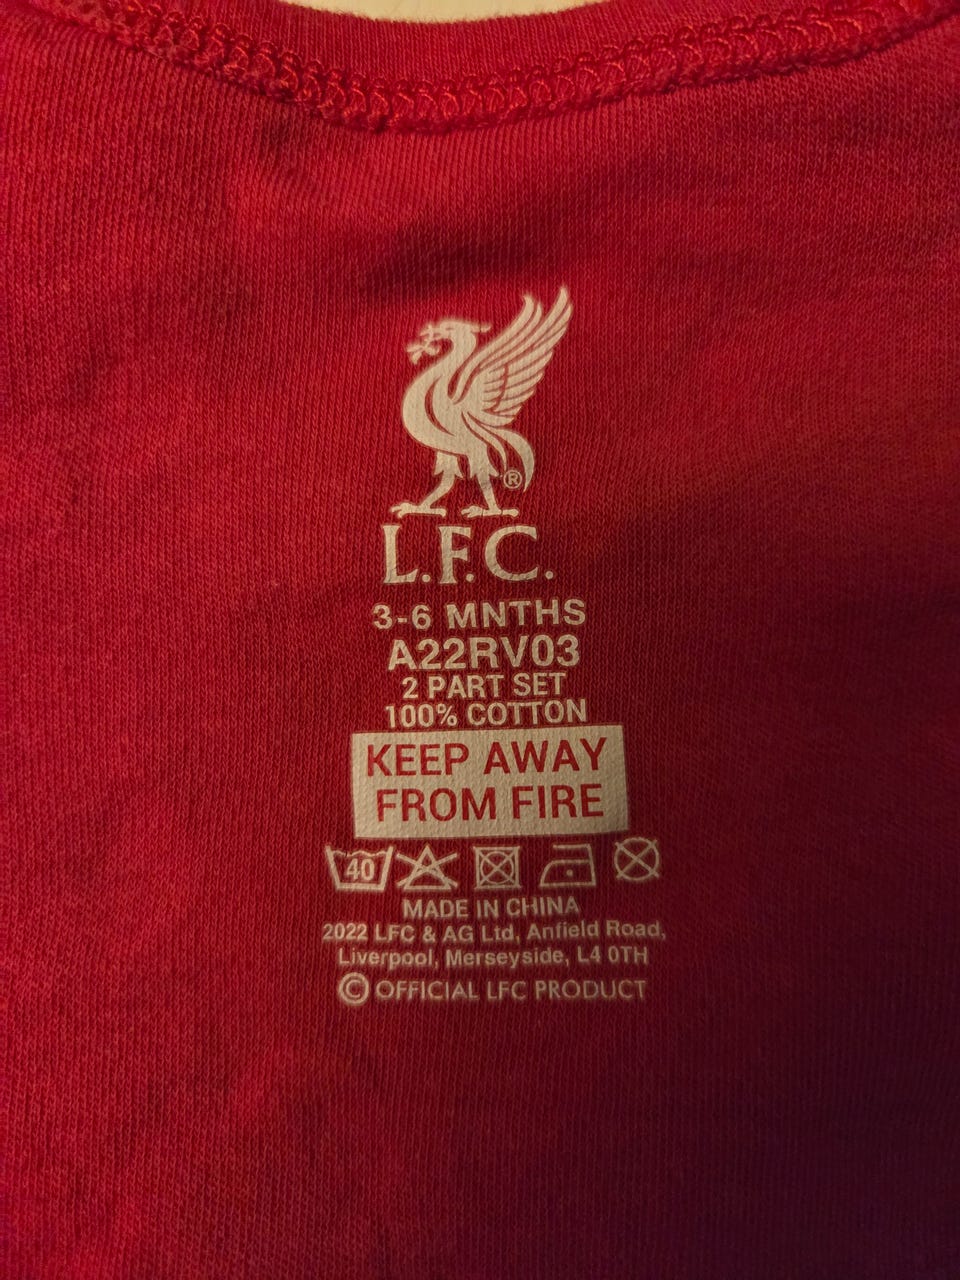 ®
L.F.C.
3-6 MNTHS
A22RV03
2 PART SET
100% COTTON
KEEP AWAY
FROM FIRE
40
MADE IN CHINA
2022 LFC & AG Ltd, Anfield Road,
Liverpool, Merseyside, L4 0TH
© OFFICIAL LFC PRODUCT